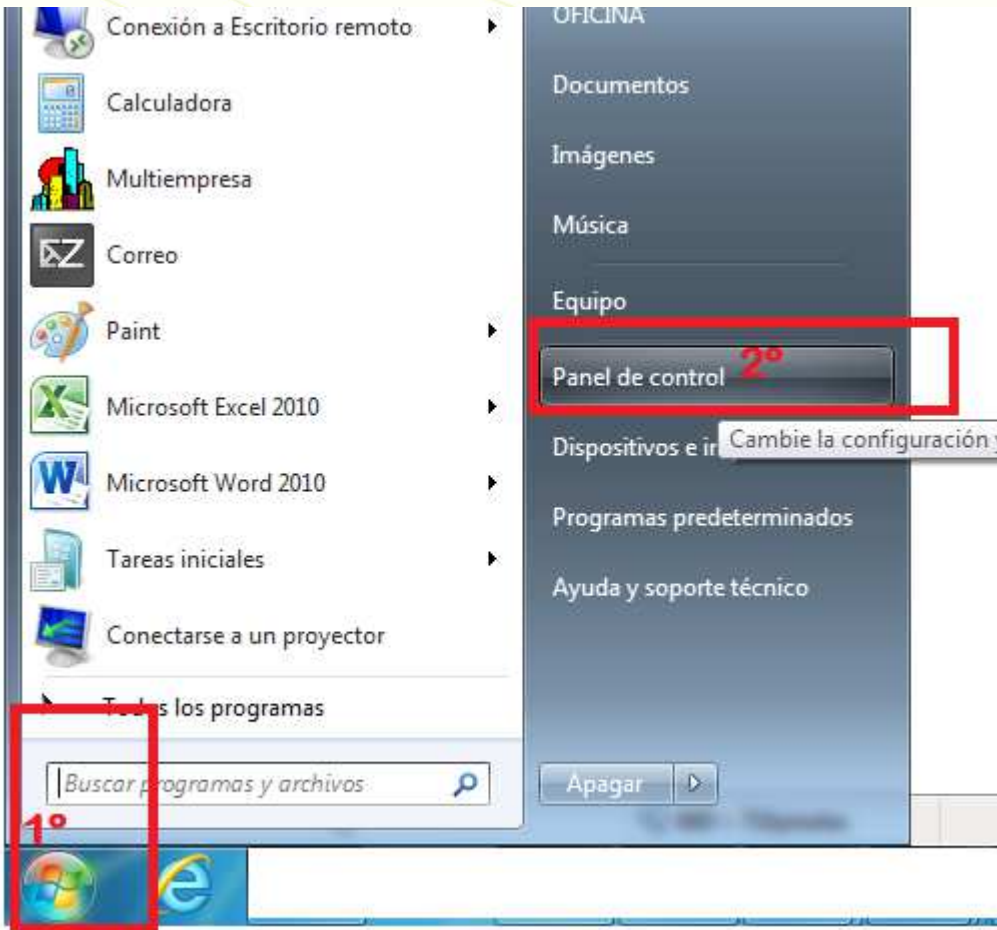 Conexión a Escritorio remoto
Calculadora
Multiempresa
Correo
Paint
Microsoft Excel 2010
Microsoft Word 2010
Tareas iniciales
Conectarse a un proyector
Todos los programas
Buscar programas y archivos
1º
OFICINA
Documentos
Imágenes
Música
Equipo
Panel de control 2º
Dispositivos e
Cambie la configuración y
Programas predeterminados
Ayuda y soporte técnico
Apagar